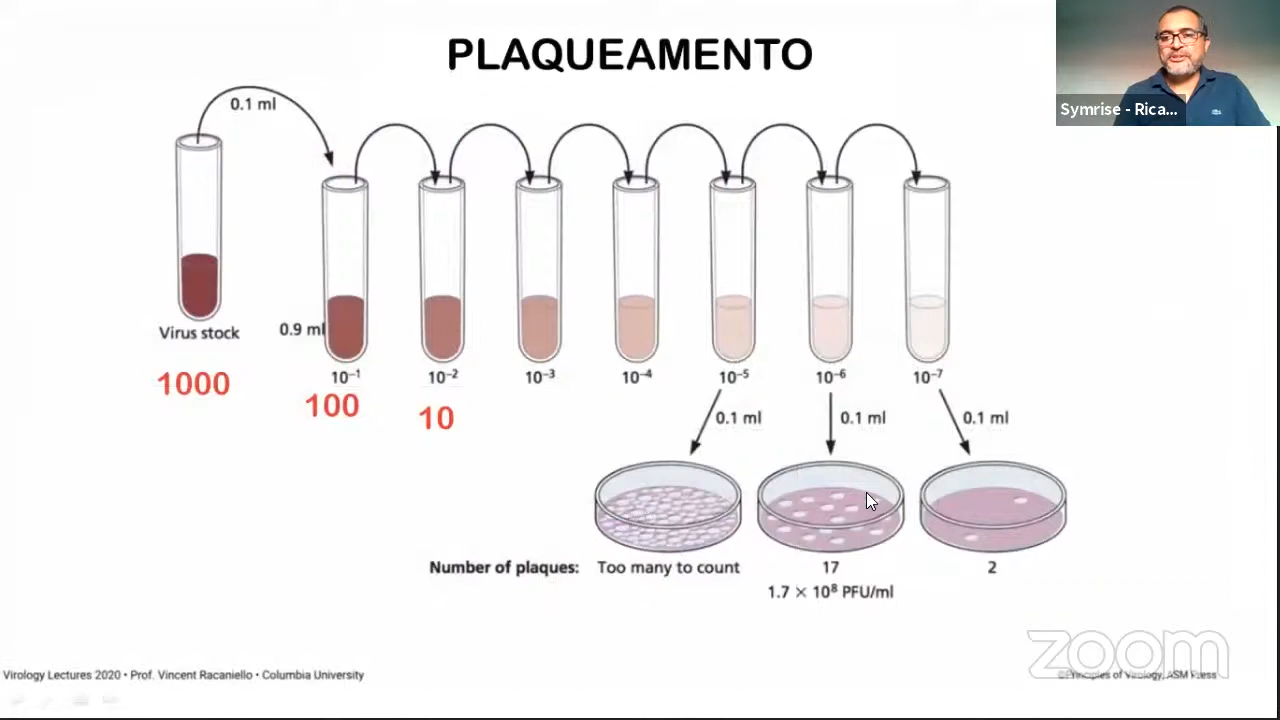 PLAQUEAMENTO
Symrise - Rica...
0.1 ml
Virus stock
0.9 ml
10⁻¹
10⁻²
10⁻³
10⁻⁴
10⁻⁵
10⁻⁶
10⁻⁷
1000
100
10
0.1 ml
0.1 ml
0.1 ml
Number of plaques: Too many to count 17 2
1.7 × 10⁸ PFU/ml
zoom
Virology Lectures 2020 • Prof. Vincent Racaniello • Columbia University
©Principles of Virology, ASM Press